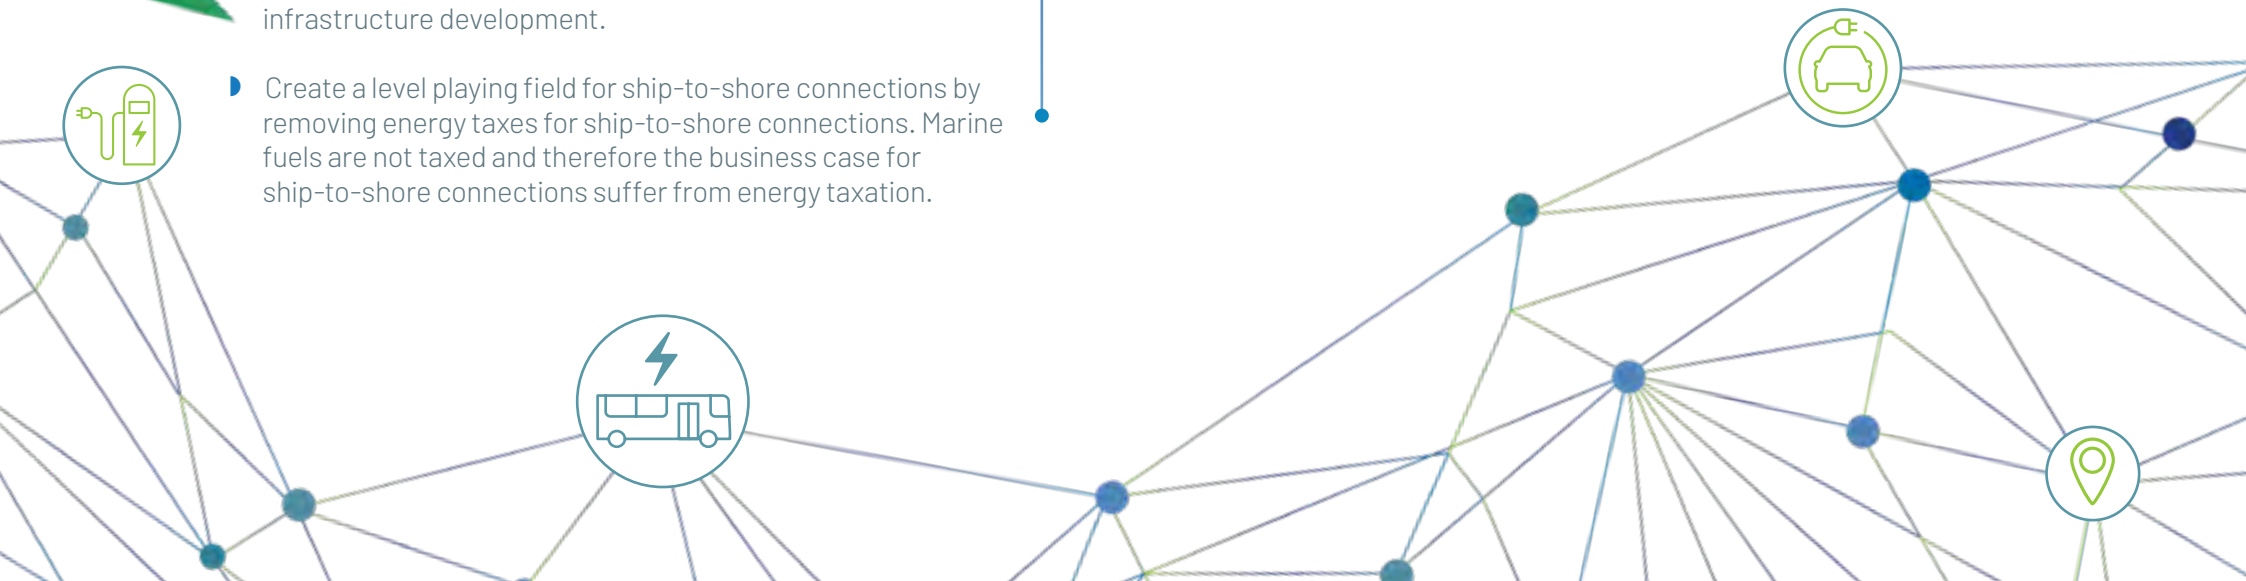 infrastructure development.
Create a level playing field for ship-to-shore connections by
removing energy taxes for ship-to-shore connections. Marine
fuels are not taxed and therefore the business case for
ship-to-shore connections suffer from energy taxation.